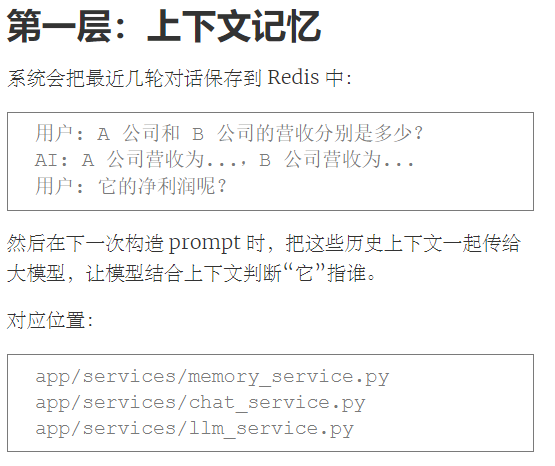 第一层：上下文记忆
系统会把最近几轮对话保存到 Redis 中：
用户: A 公司和 B 公司的营收分别是多少？
AI: A 公司营收为...，B 公司营收为...
用户: 它的净利润呢？
然后在下一次构造 prompt 时，把这些历史上下文一起传给
大模型，让模型结合上下文判断“它”指谁。
对应位置：
app/services/memory_service.py
app/services/chat_service.py
app/services/llm_service.py